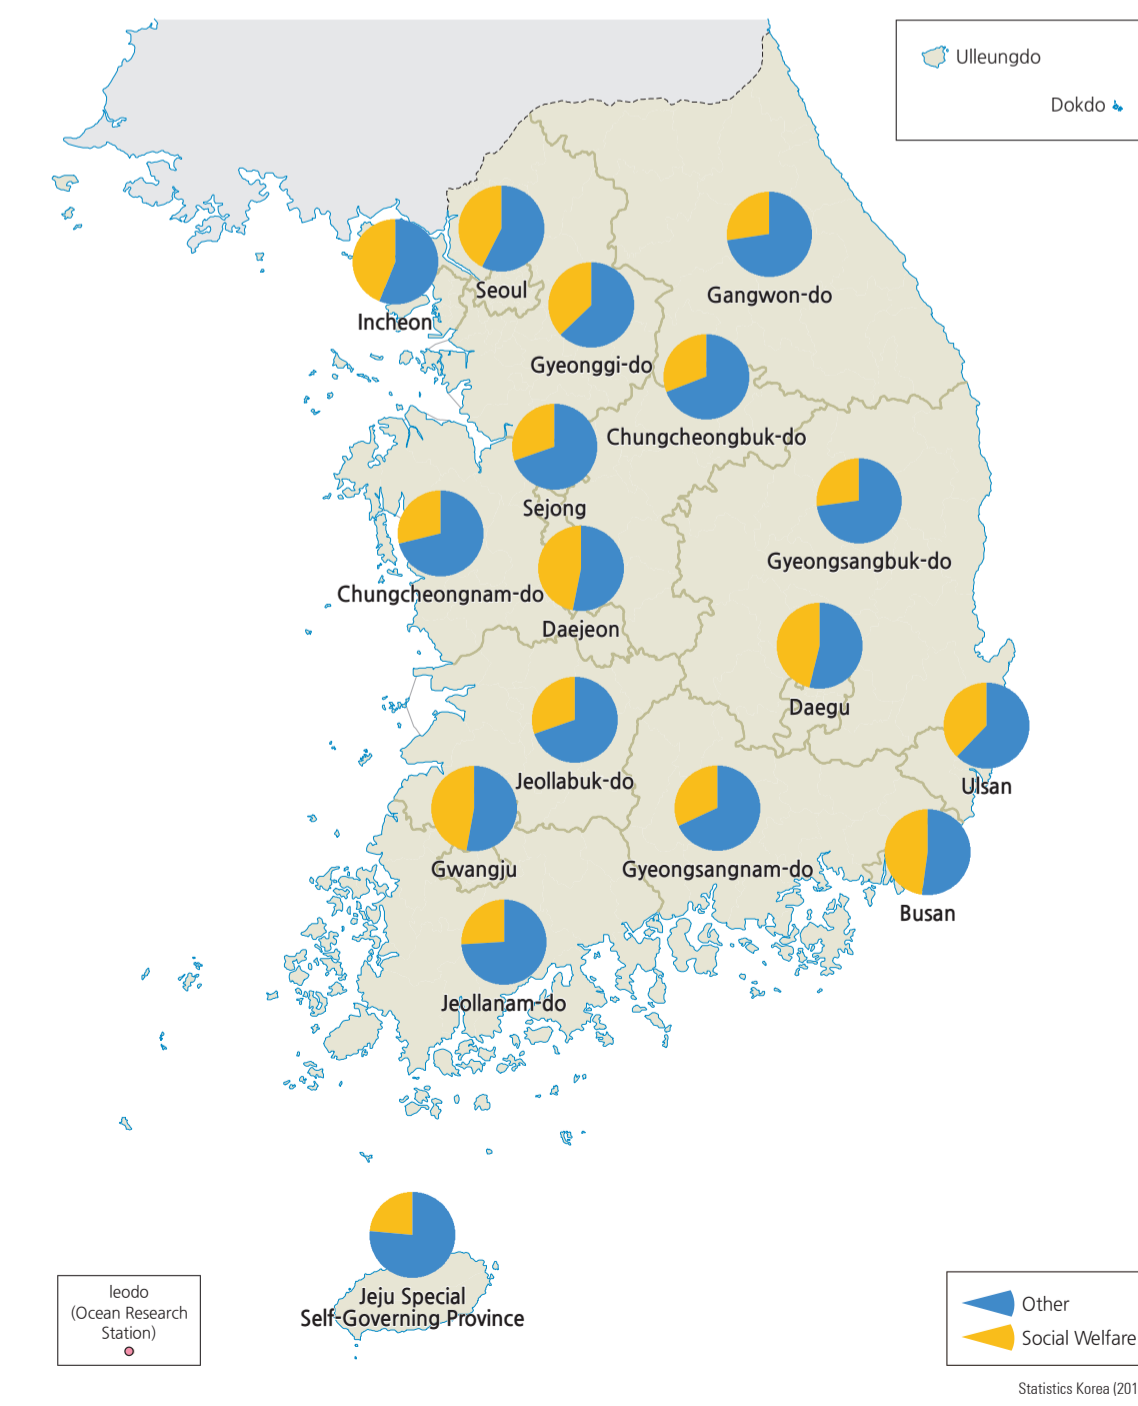 Ulleungdo
Dokdo
Seoul
Gangwon-do
Incheon
Gyeonggi-do
Chungcheongbuk-do
Sejong
Gyeongsangbuk-do
Chungcheongnam-do
Daejeon
Daegu
Jeollabuk-do
Ulsan
Gwangju
Gyeongsangnam-do
Busan
Jeollanam-do
Jeju Special
Self-Governing Province
Ieodo
(Ocean Research
Station)
Other
Social Welfare
Statistics Korea (201